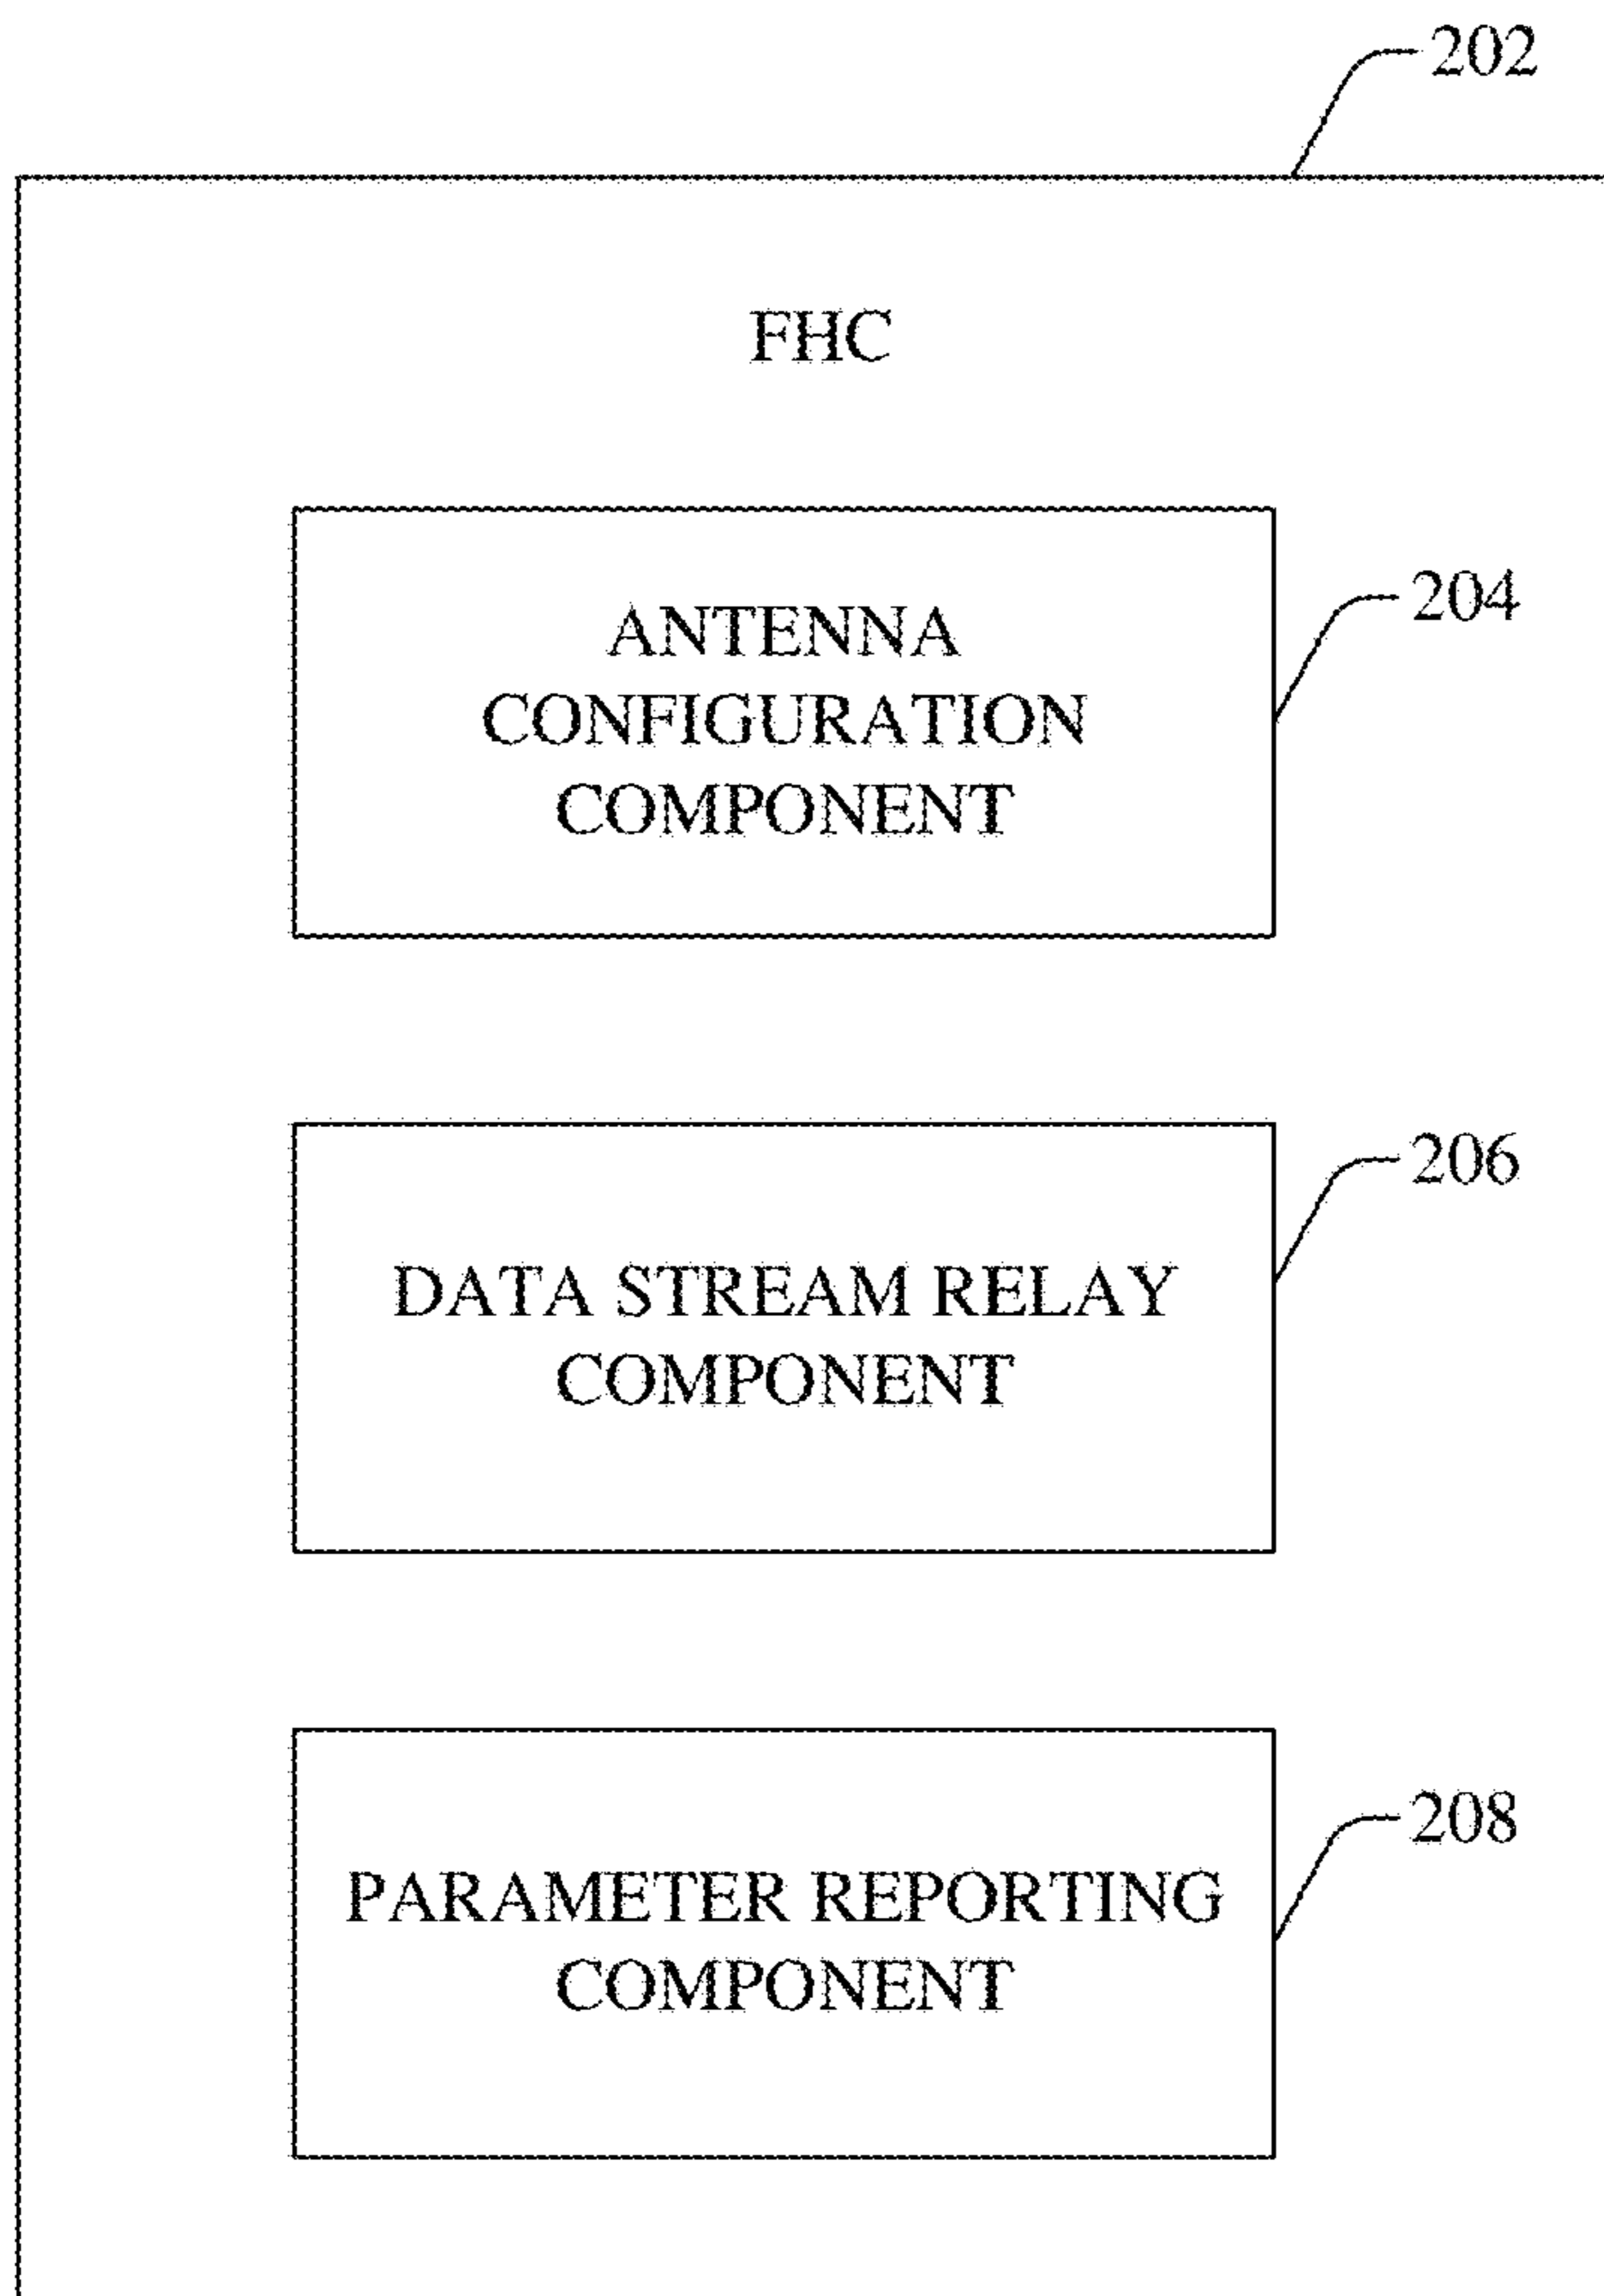 202
FHC
ANTENNA
CONFIGURATION
COMPONENT
204
DATA STREAM RELAY
COMPONENT
206
PARAMETER REPORTING
COMPONENT
208